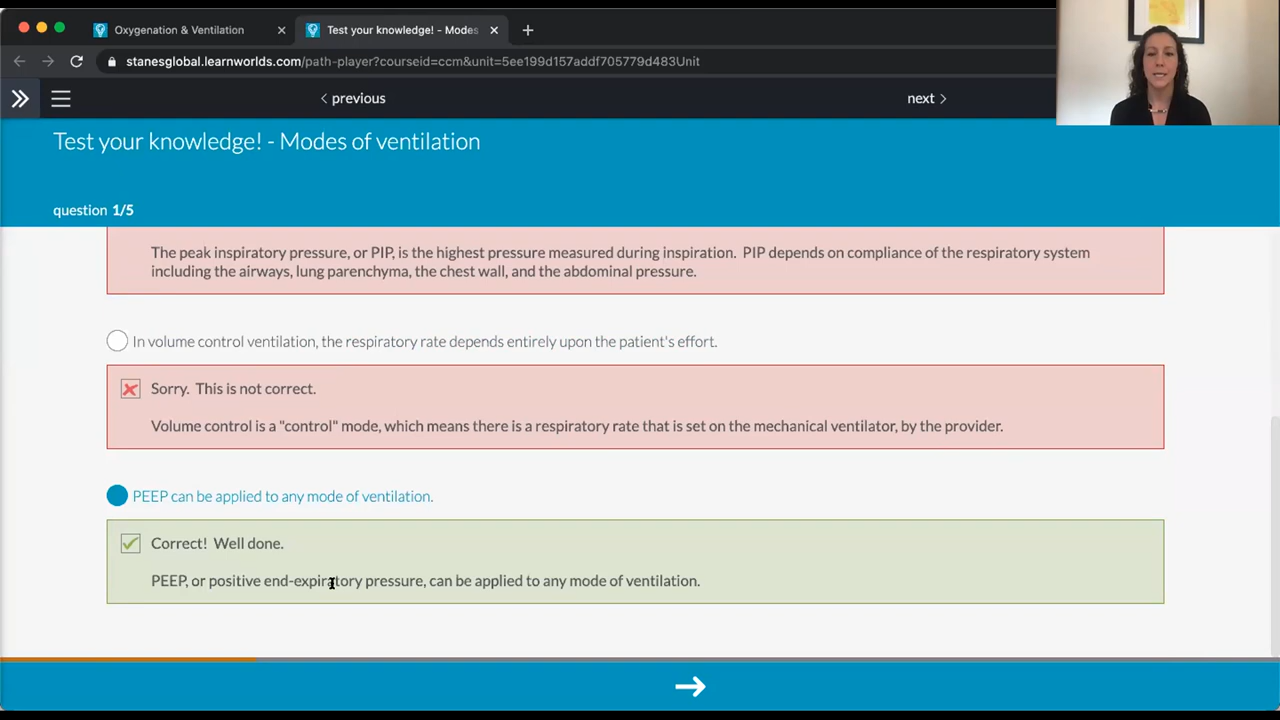 Oxygenation & Ventilation
Test your knowledge! - Modes
stanesglobal.learnworlds.com/path-player?courseid=ccm&unit=5ee199d157addf705779d483Unit
previous
next
Test your knowledge! - Modes of ventilation
question 1/5
The peak inspiratory pressure, or PIP, is the highest pressure measured during inspiration. PIP depends on compliance of the respiratory system
including the airways, lung parenchyma, the chest wall, and the abdominal pressure.
In volume control ventilation, the respiratory rate depends entirely upon the patient's effort.
Sorry. This is not correct.
Volume control is a "control" mode, which means there is a respiratory rate that is set on the mechanical ventilator, by the provider.
PEEP can be applied to any mode of ventilation.
Correct! Well done.
PEEP, or positive end-expiratory pressure, can be applied to any mode of ventilation.